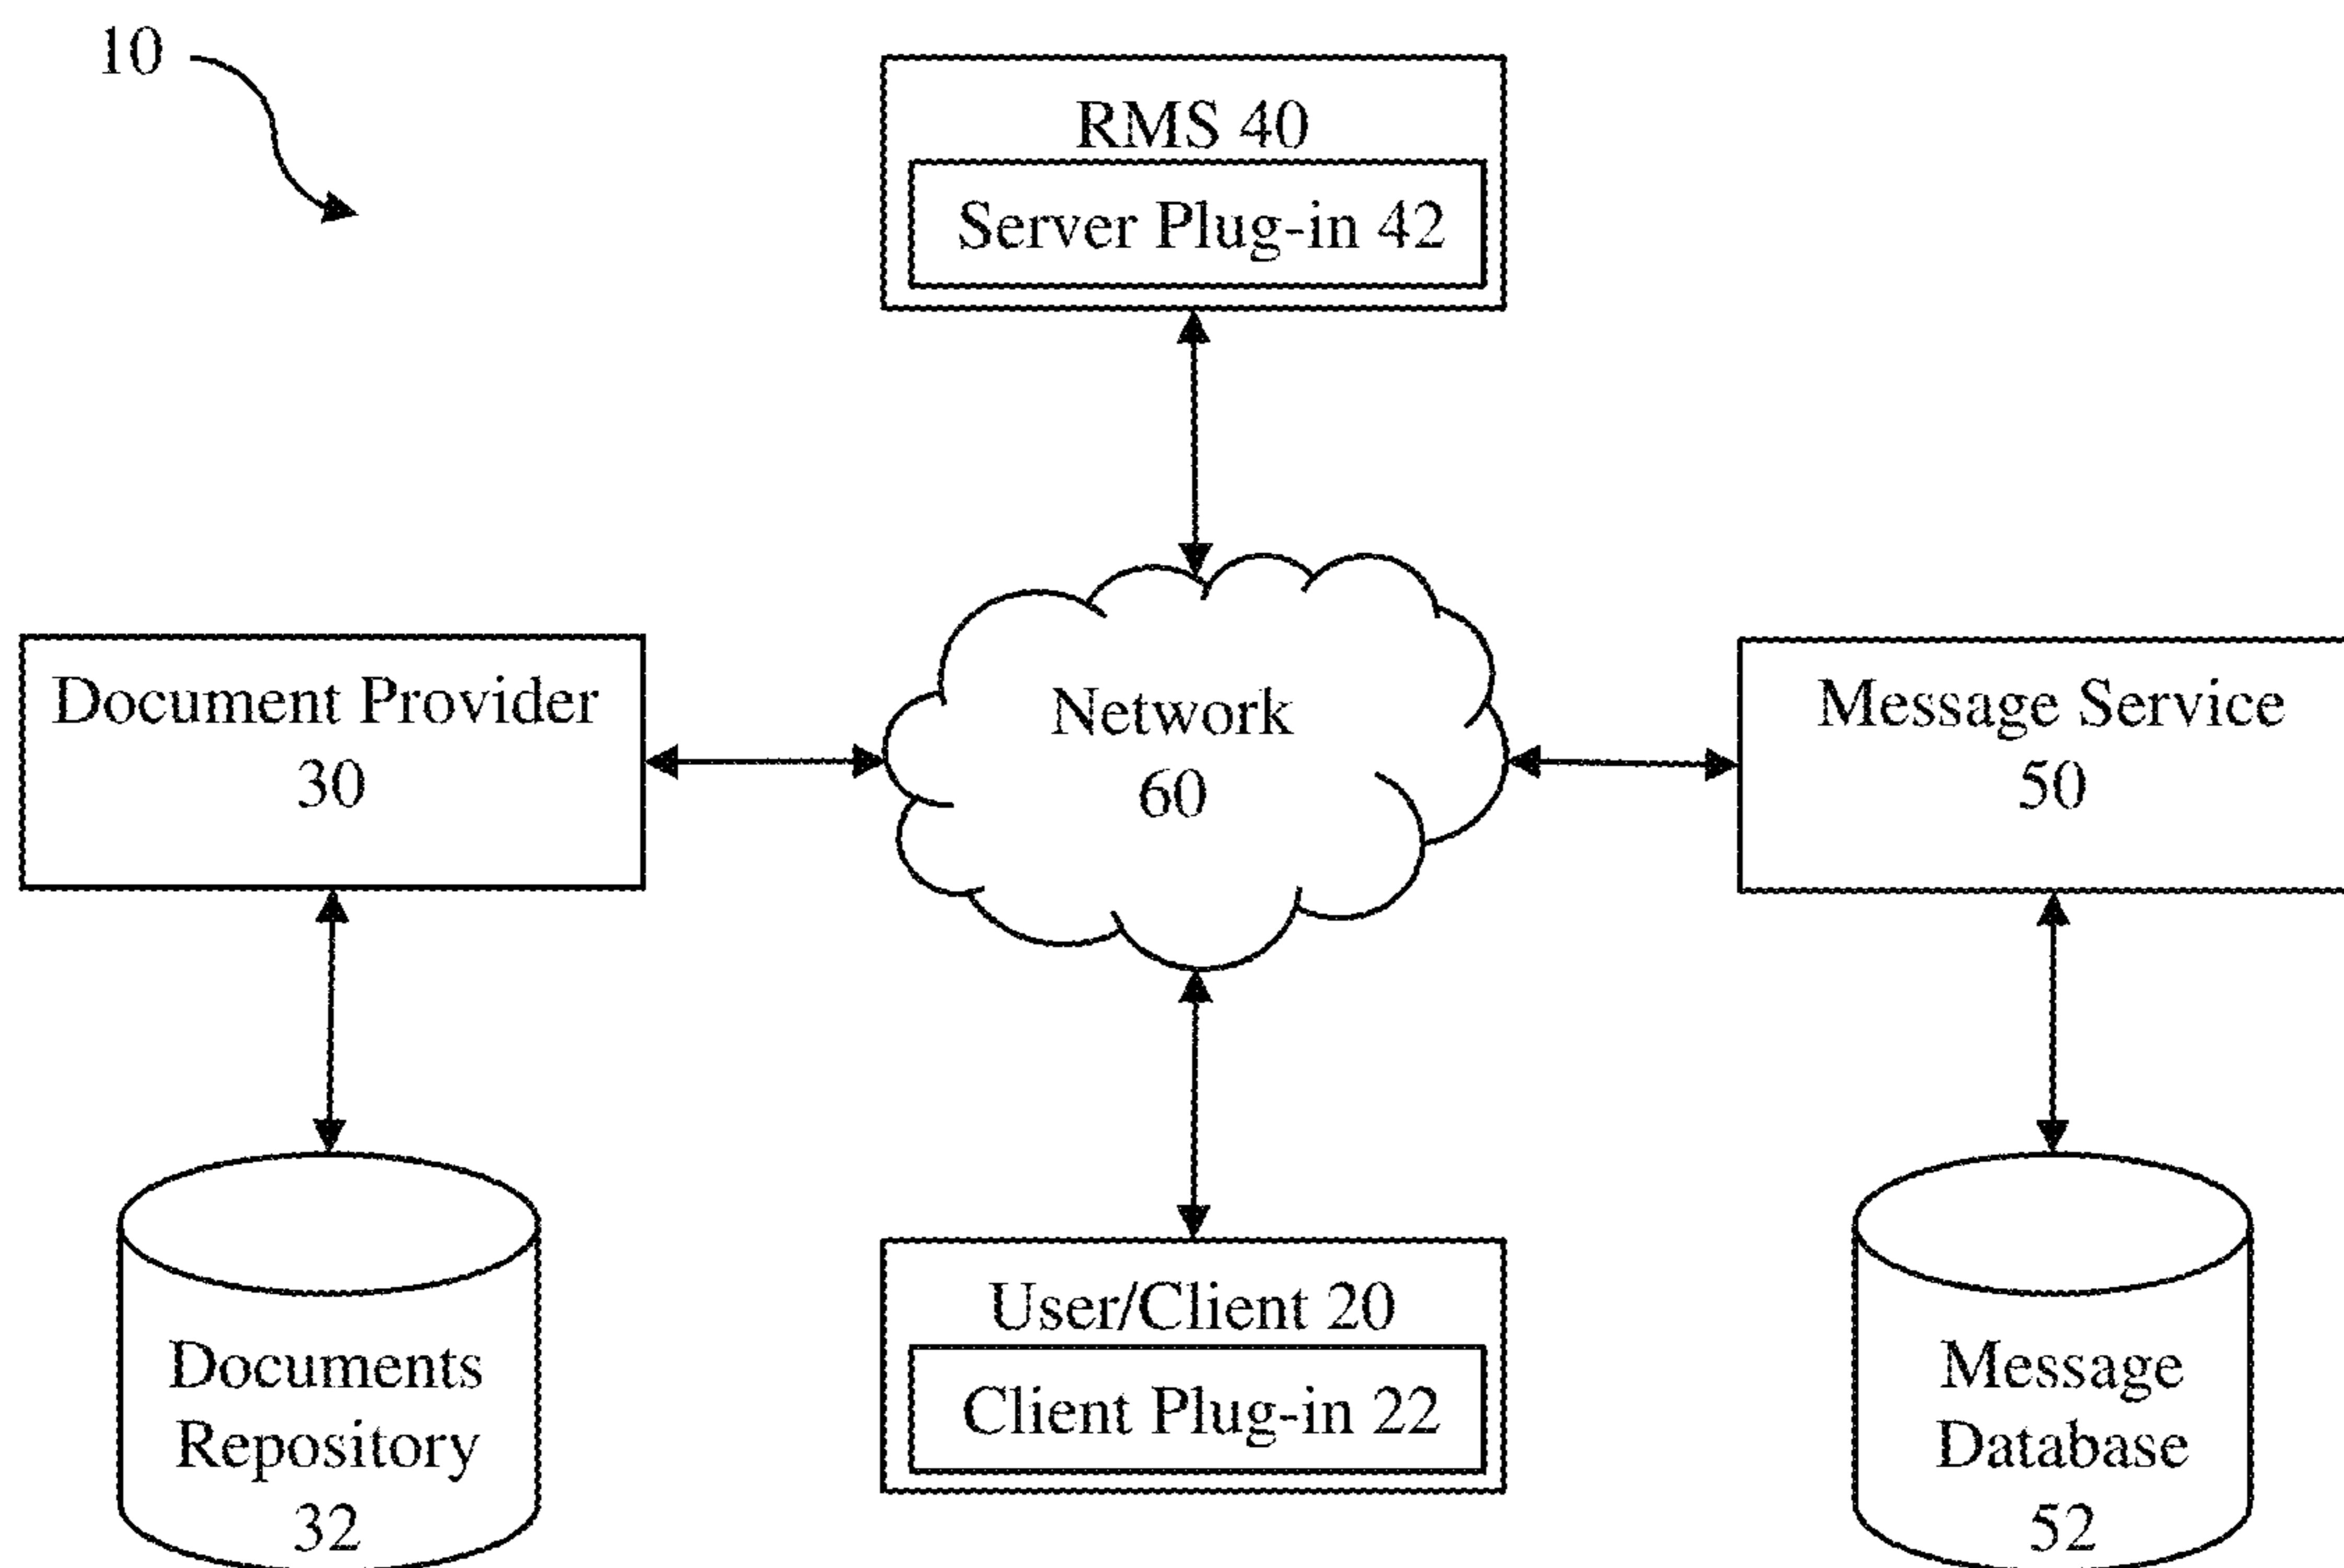 10
RMS 40
Server Plug-in 42
Document Provider
30
Network
60
Message Service
50
User/Client 20
Client Plug-in 22
Documents
Repository
32
Message
Database
52